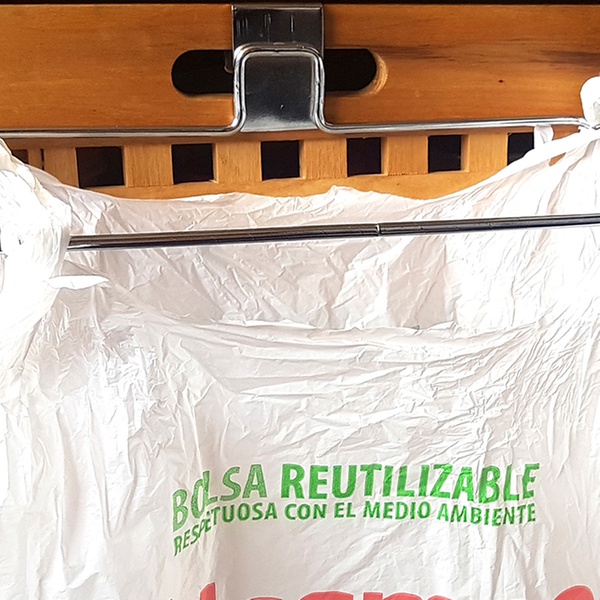 BOLSA REUTILIZABLE
RESPETUOSA CON EL MEDIO AMBIENTE